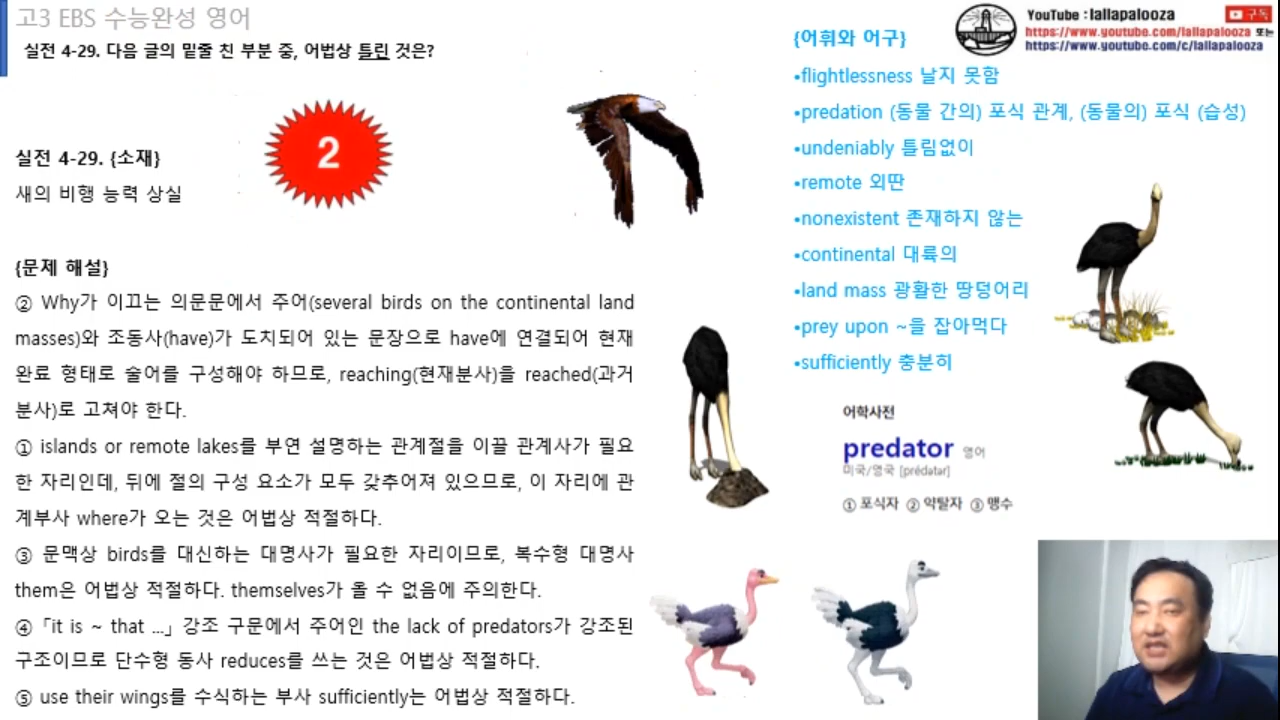 고3 EBS 수능완성 영어
실전 4-29. 다음 글의 밑줄 친 부분 중, 어법상 틀린 것은?
2
실전 4-29. {소재}
새의 비행 능력 상실
{문제 해설}
② Why가 이끄는 의문문에서 주어(several birds on the continental land
masses)와 조동사(have)가 도치되어 있는 문장으로 have에 연결되어 현재
완료 형태로 술어를 구성해야 하므로, reaching(현재분사)을 reached(과거
분사)로 고쳐야 한다.
① islands or remote lakes를 부연 설명하는 관계절을 이끌 관계사가 필요
한 자리인데, 뒤에 절의 구성 요소가 모두 갖추어져 있으므로, 이 자리에 관
계부사 where가 오는 것은 어법상 적절하다.
③ 문맥상 birds를 대신하는 대명사가 필요한 자리이므로, 복수형 대명사
them은 어법상 적절하다. themselves가 올 수 없음에 주의한다.
④ 「it is ~ that ...」 강조 구문에서 주어인 the lack of predators가 강조된
구조이므로 단수형 동사 reduces를 쓰는 것은 어법상 적절하다.
⑤ use their wings를 수식하는 부사 sufficiently는 어법상 적절하다.
{어휘와 어구}
•flightlessness 날지 못함
•predation (동물 간의) 포식 관계, (동물의) 포식 (습성)
•undeniably 틀림없이
•remote 외딴
•nonexistent 존재하지 않는
•continental 대륙의
•land mass 광활한 땅덩어리
•prey upon ~을 잡아먹다
•sufficiently 충분히
어학사전
predator 영어
미국/영국 [prédətər]
① 포식자 ② 약탈자 ③ 맹수
YouTube : lallapalooza
구독
https://www.youtube.com/lallapalooza 또는
https://www.youtube.com/c/lallapalooza